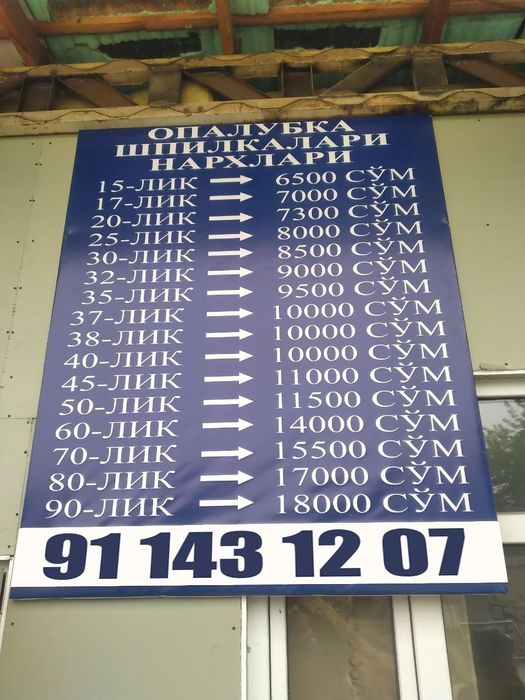 ОПАЛУБКА
ШПИЛКАЛАРИ
НАРХЛАРИ
15-ЛИК → 6500 СЎМ
17-ЛИК → 7000 СЎМ
20-ЛИК → 7300 СЎМ
25-ЛИК → 8000 СЎМ
30-ЛИК → 8500 СЎМ
32-ЛИК → 9000 СЎМ
35-ЛИК → 9500 СЎМ
37-ЛИК → 10000 СЎМ
38-ЛИК → 10000 СЎМ
40-ЛИК → 10000 СЎМ
45-ЛИК → 11000 СЎМ
50-ЛИК → 11500 СЎМ
60-ЛИК → 14000 СЎМ
70-ЛИК → 15500 СЎМ
80-ЛИК → 17000 СЎМ
90-ЛИК → 18000 СЎМ
91 143 12 07